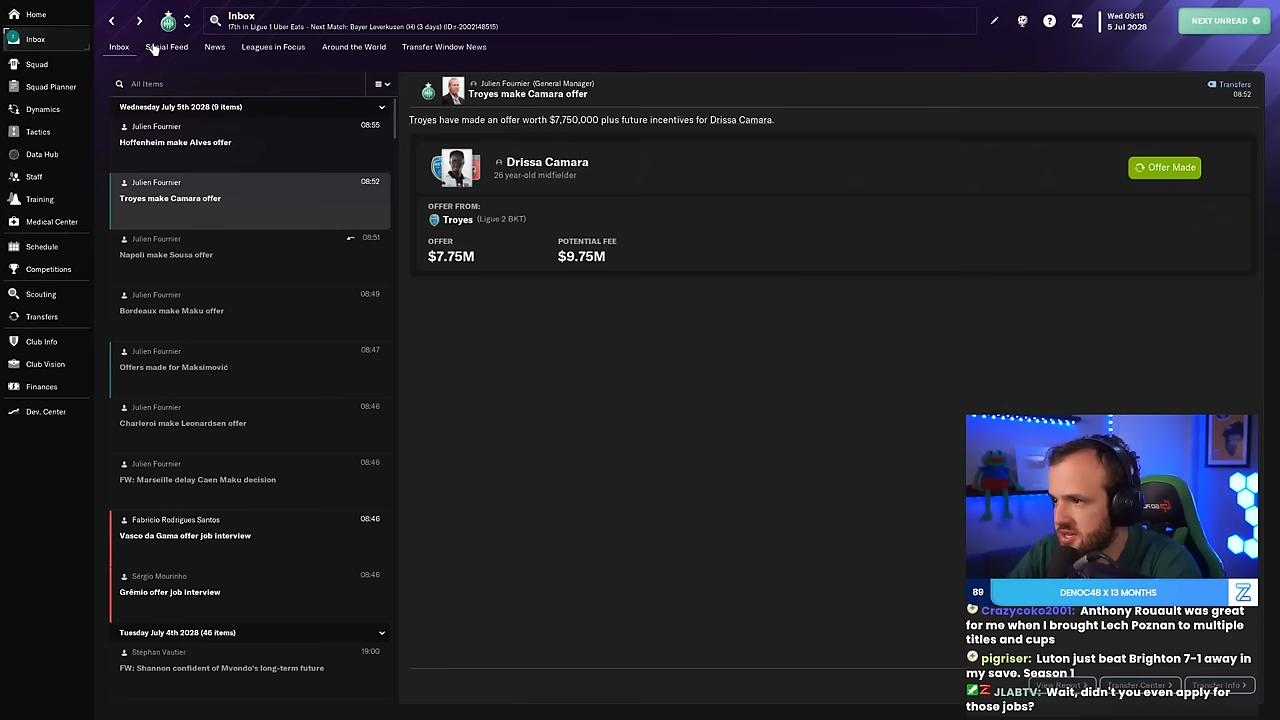 Home
Inbox
2
Squad
Squad Planner
Dynamics
Tactics
Data Hub
Staff
Training
Medical Center
Schedule
Competitions
Scouting
Transfers
Club Info
Club Vision
Finances
Dev. Center
Inbox
17th in Ligue 1 Uber Eats - Next Match: Bayer Leverkusen (H) (3 days) (ID:r-2002148515)
Wed 09:15
5 Jul 2028
NEXT UNREAD
Inbox
Social Feed
News
Leagues in Focus
Around the World
Transfer Window News
All Items
Wednesday July 5th 2028 (9 items)
Julien Fournier 08:55
Hoffenheim make Alves offer
Julien Fournier 08:52
Troyes make Camara offer
Julien Fournier 08:51
Napoli make Sousa offer
Julien Fournier 08:49
Bordeaux make Maku offer
Julien Fournier 08:47
Offers made for Maksimović
Julien Fournier 08:46
Charleroi make Leonardsen offer
Julien Fournier 08:46
FW: Marseille delay Caen Maku decision
Fabricio Rodrigues Santos 08:46
Vasco da Gama offer job interview
Sérgio Mourinho 08:46
Grêmio offer job interview
Tuesday July 4th 2028 (46 items)
Stéphan Vautier 19:00
FW: Shannon confident of Mvondo's long-term future
Julien Fournier (General Manager)
Troyes make Camara offer
Transfers
08:52
Troyes have made an offer worth $7,750,000 plus future incentives for Drissa Camara.
Drissa Camara
26 year-old midfielder
Offer Made
OFFER FROM:
Troyes (Ligue 2 BKT)
OFFER
$7.75M
POTENTIAL FEE
$9.75M
89
DENOC48 X 13 MONTHS
Crazycoko2001: Anthony Rouault was great
for me when I brought Lech Poznan to multiple
titles and cups
pigriser: Luton just beat Brighton 7-1 away in
my save. Season 1
View Report
Transfer Center
Transfer Info
JLABTV: Wait, didn't you even apply for
those jobs?